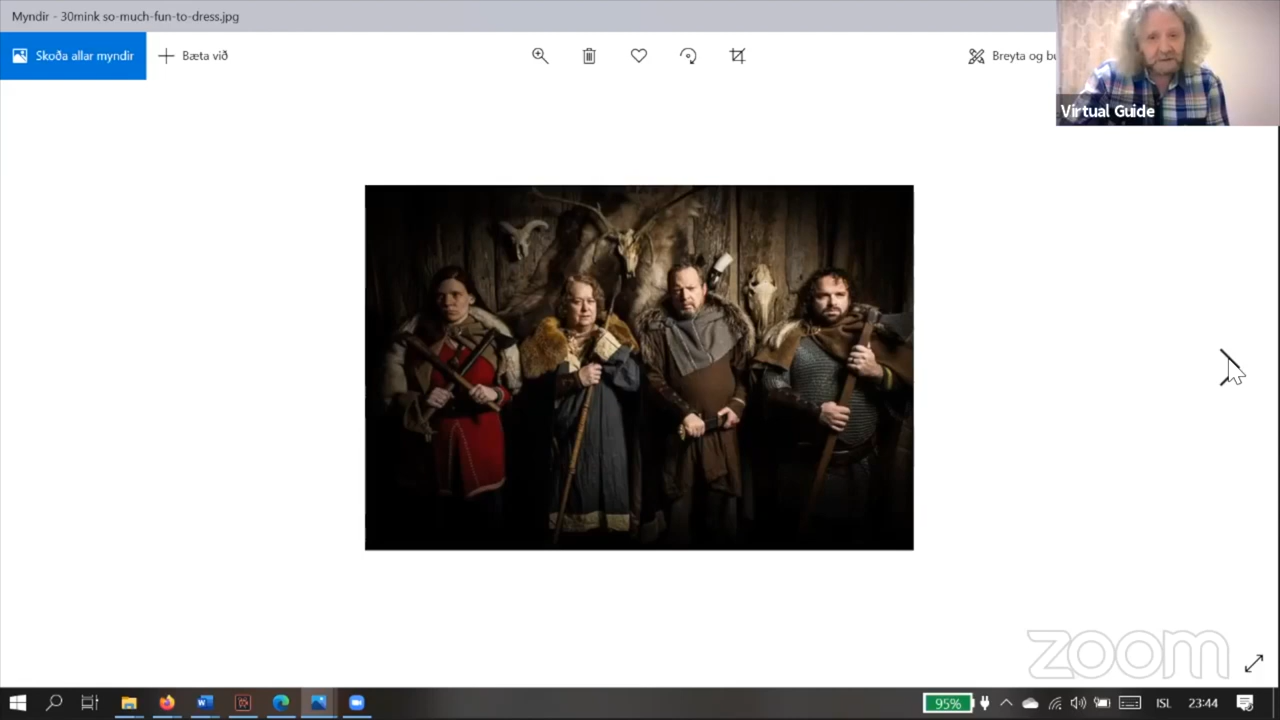 Myndir - 30mink so-much-fun-to-dress.jpg
Skoða allar myndir
Bæta við
Breyta og bu
Virtual Guide
zoom
95%
ISL
23:44